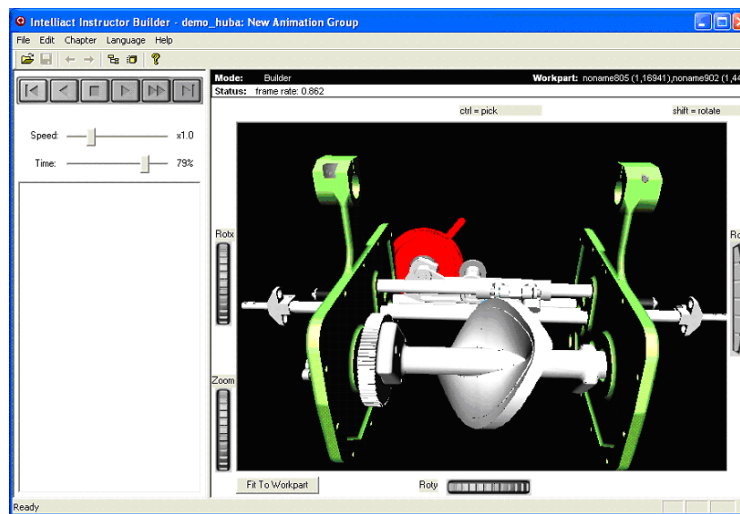 Intelliact Instructor Builder - demo_huba: New Animation Group
File Edit Chapter Language Help
Mode: Builder Workpart: noname805 (1,16941),noname902 (1,44
Status: frame rate: 0.862
ctrl = pick shift = rotate
Speed: x1.0
Time: 79%
Rotx
Zoom
Fit To Workpart Roty
Ready